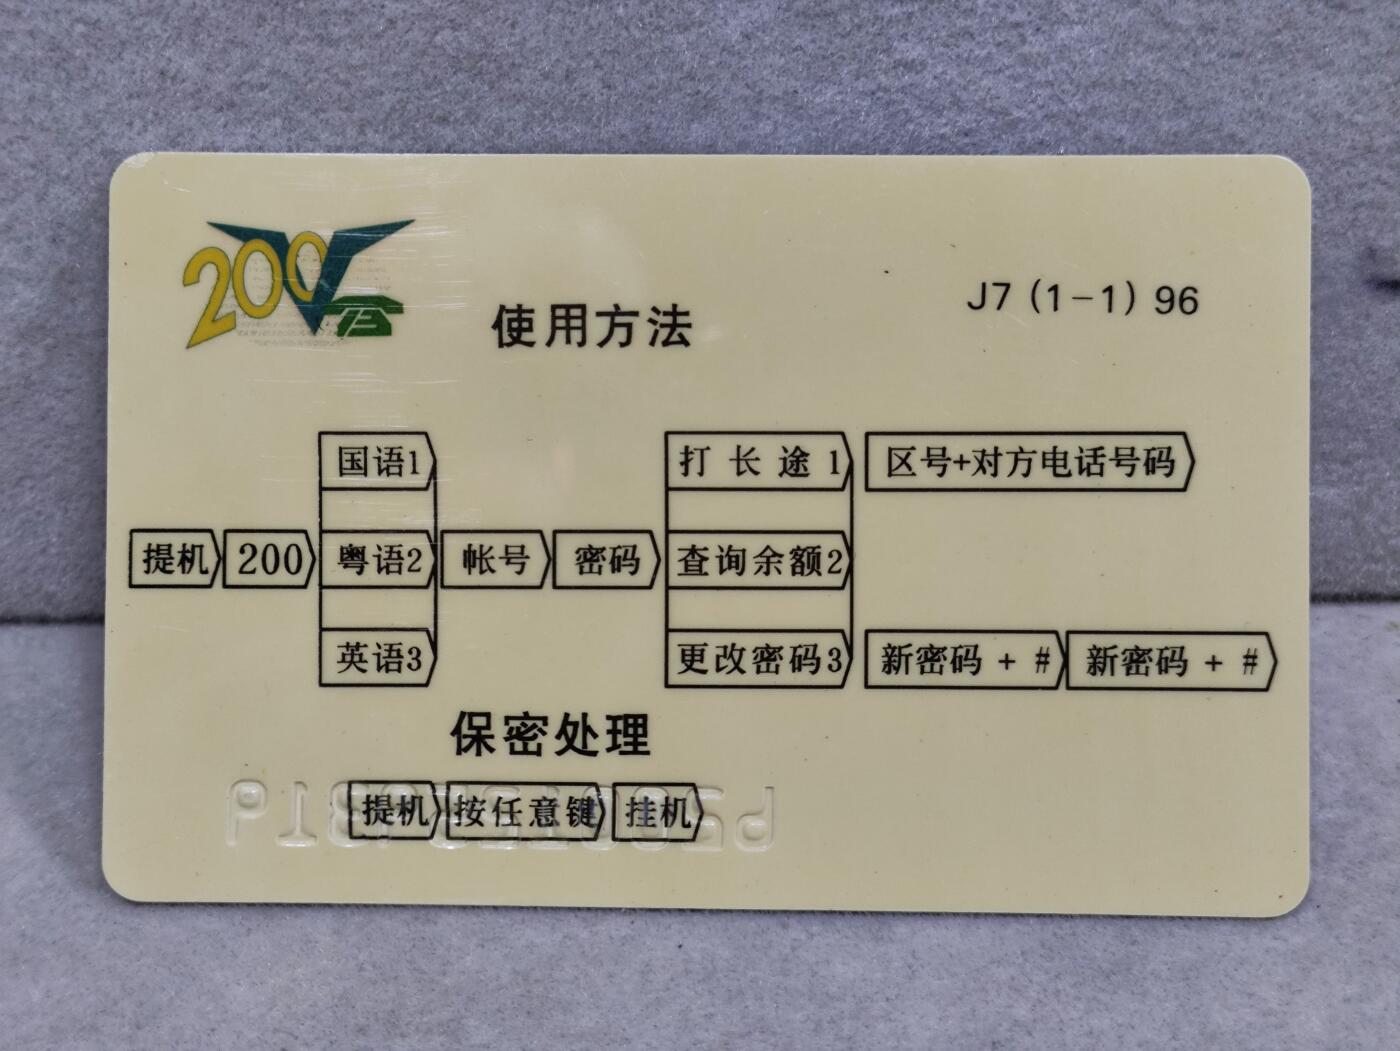 200
使用方法
J7 (1-1) 96
国语1
打长途 1
区号+对方电话号码
提机
200
粤语2
帐号
密码
查询余额2
英语3
更改密码3
新密码 + #
新密码 + #
保密处理
提机
按任意键
挂机